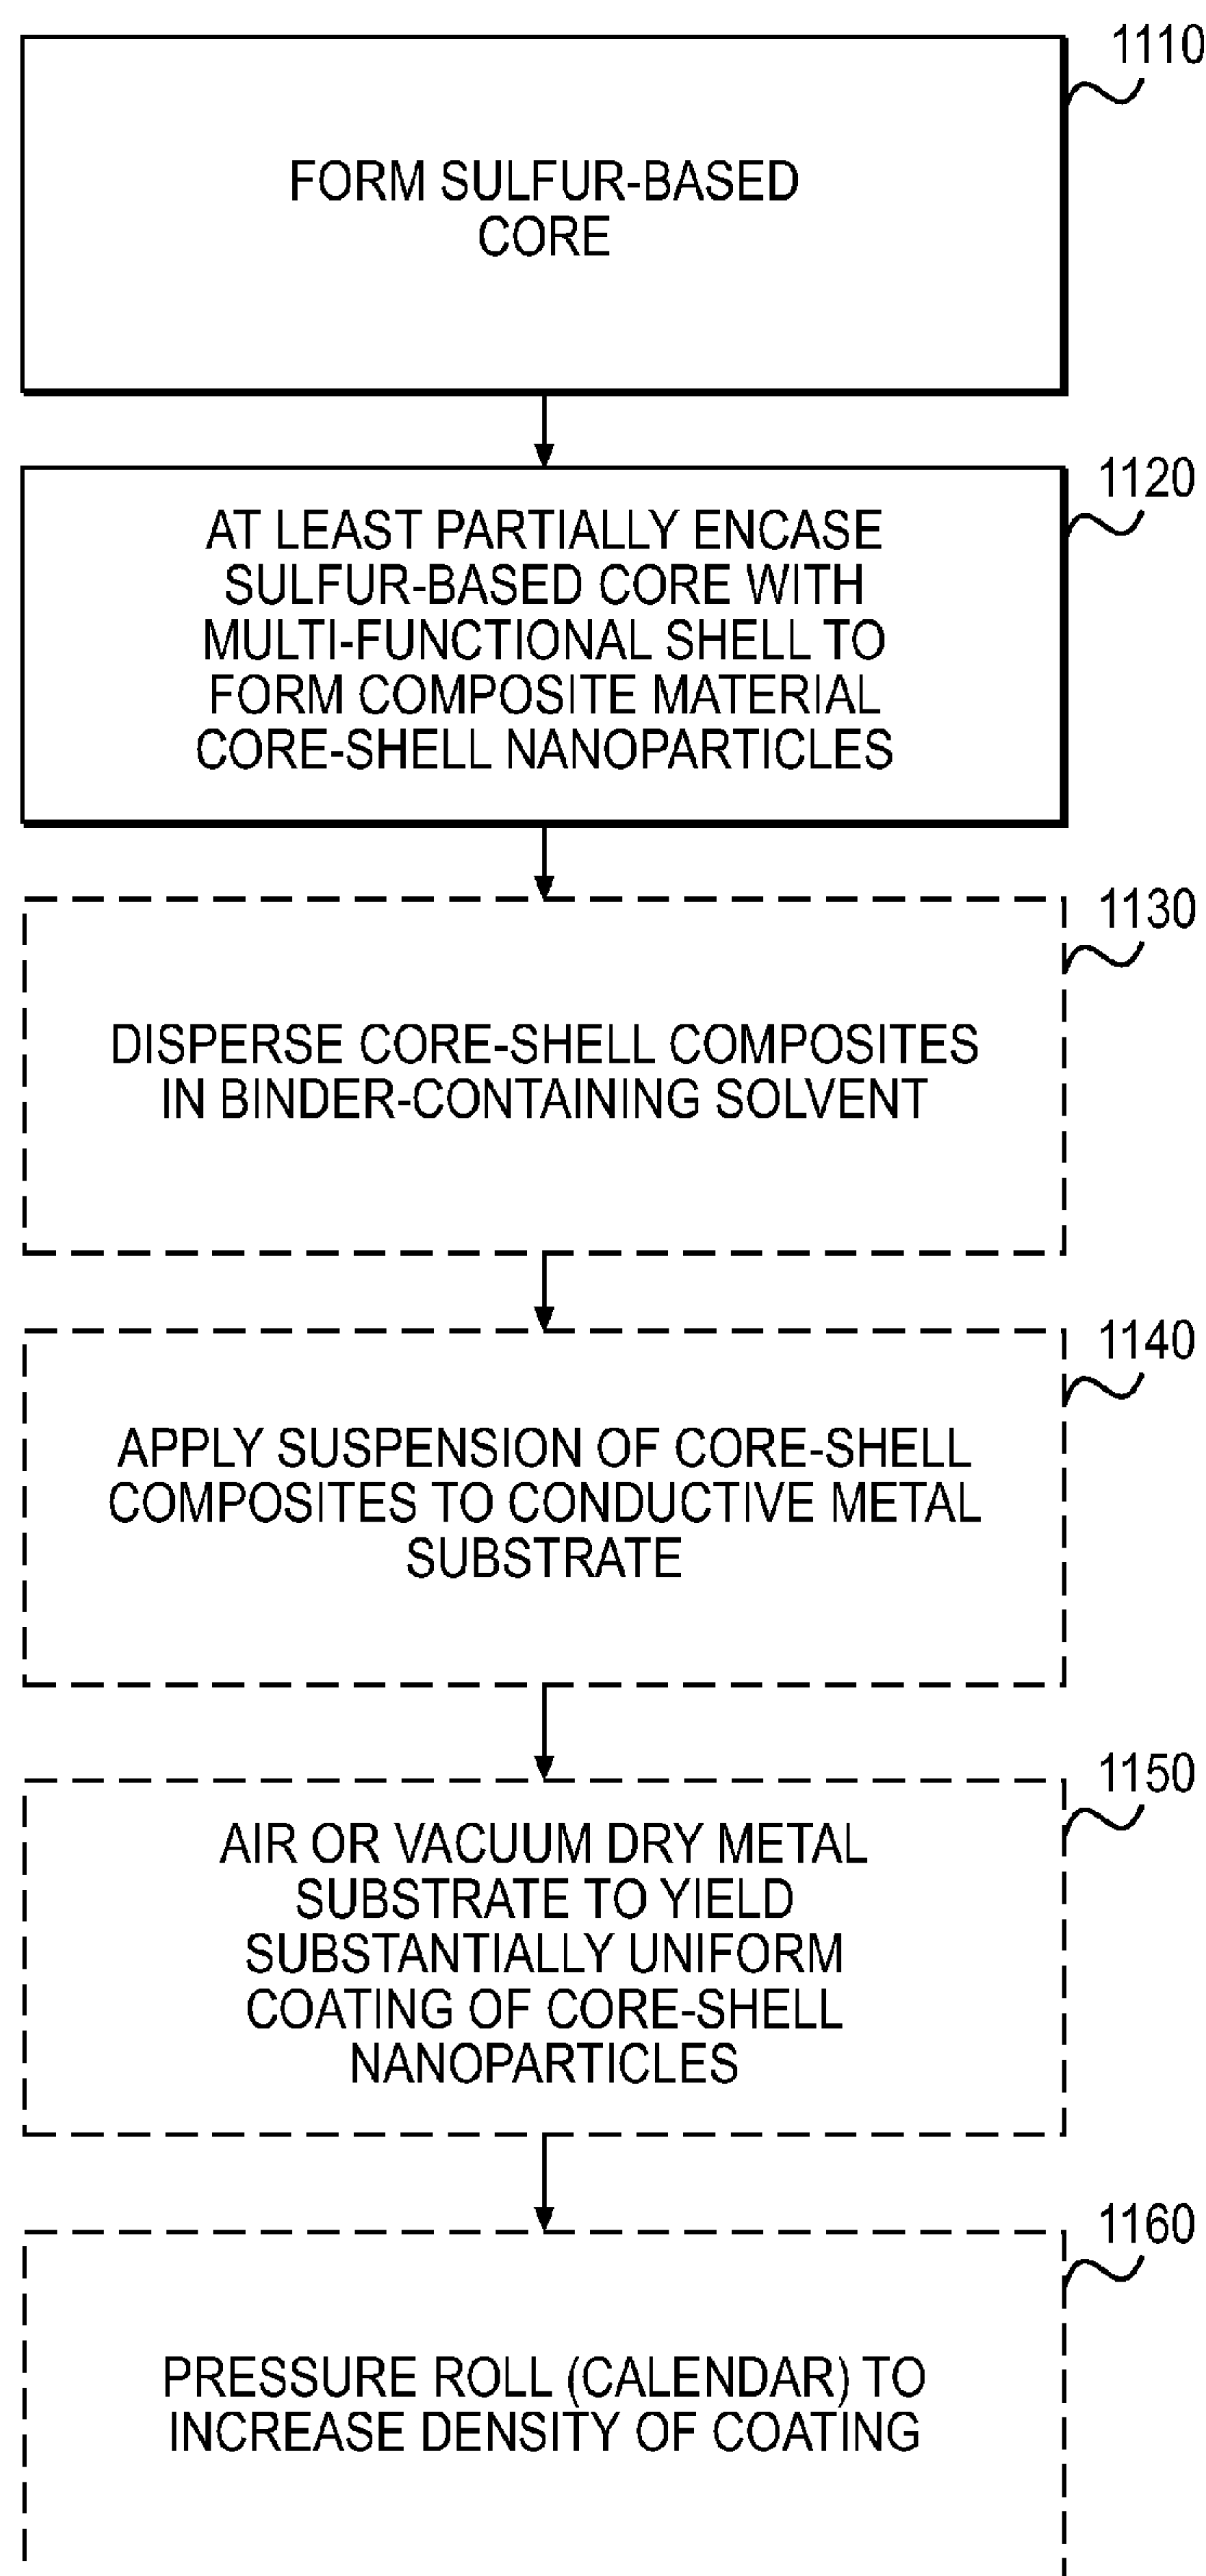 1110
FORM SULFUR-BASED
CORE
1120
AT LEAST PARTIALLY ENCASE
SULFUR-BASED CORE WITH
MULTI-FUNCTIONAL SHELL TO
FORM COMPOSITE MATERIAL
CORE-SHELL NANOPARTICLES
1130
DISPERSE CORE-SHELL COMPOSITES
IN BINDER-CONTAINING SOLVENT
1140
APPLY SUSPENSION OF CORE-SHELL
COMPOSITES TO CONDUCTIVE METAL
SUBSTRATE
1150
AIR OR VACUUM DRY METAL
SUBSTRATE TO YIELD
SUBSTANTIALLY UNIFORM
COATING OF CORE-SHELL
NANOPARTICLES
1160
PRESSURE ROLL (CALENDAR) TO
INCREASE DENSITY OF COATING